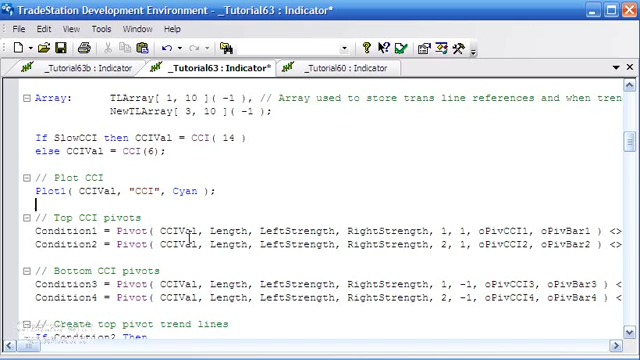 TradeStation Development Environment - _Tutorial63 : Indicator*
File Edit View Tools Window Help
_Tutorial63b : Indicator _Tutorial63 : Indicator* _Tutorial60 : Indicator
Array: TLArray[ 1, 10 ]( -1 ), // Array used to store trans line references and when tren
NewTLArray[ 3, 10 ]( -1 );
If SlowCCI then CCIVal = CCI( 14 )
else CCIVal = CCI(6);
// Plot CCI
Plot1( CCIVal, "CCI", Cyan );
// Top CCI pivots
Condition1 = Pivot( CCIVal, Length, LeftStrength, RightStrength, 1, 1, oPivCCI1, oPivBar1 ) <>
Condition2 = Pivot( CCIVal, Length, LeftStrength, RightStrength, 2, 1, oPivCCI2, oPivBar2 ) <>
// Bottom CCI pivots
Condition3 = Pivot( CCIVal, Length, LeftStrength, RightStrength, 1, -1, oPivCCI3, oPivBar3 ) <
Condition4 = Pivot( CCIVal, Length, LeftStrength, RightStrength, 2, -1, oPivCCI4, oPivBar4 ) <
// Create top pivot trend lines
If Condition2 Then